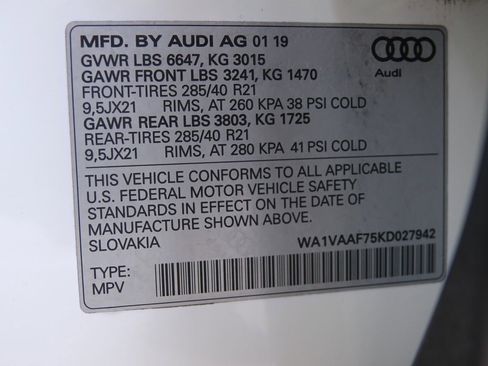 MFD. BY AUDI AG 01 19
GVWR LBS 6647, KG 3015
GAWR FRONT LBS 3241, KG 1470
FRONT-TIRES 285/40 R21
9,5JX21 RIMS, AT 260 KPA 38 PSI COLD
GAWR REAR LBS 3803, KG 1725
REAR-TIRES 285/40 R21
9,5JX21 RIMS, AT 280 KPA 41 PSI COLD
Audi
THIS VEHICLE CONFORMS TO ALL APPLICABLE
U.S. FEDERAL MOTOR VEHICLE SAFETY
STANDARDS IN EFFECT ON THE DATE OF
MANUFACTURE SHOWN ABOVE.
SLOVAKIA WA1VAAF75KD027942
TYPE:
MPV